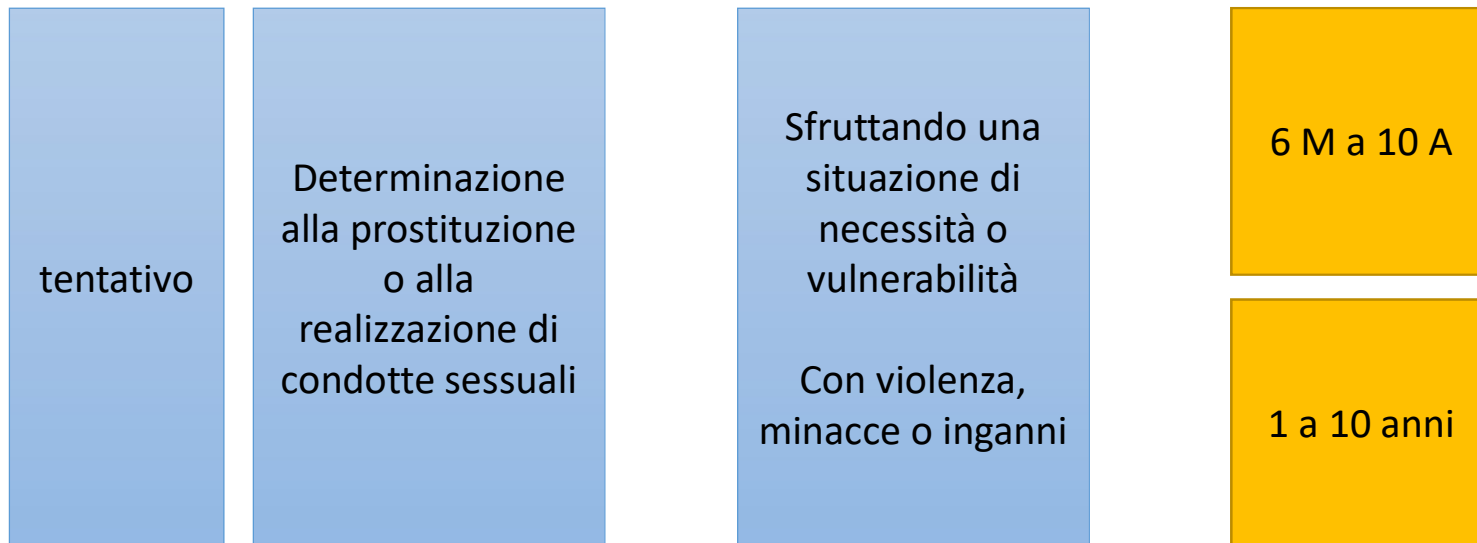 tentativo
Determinazione
alla prostituzione
o alla
realizzazione di
condotte sessuali
Sfruttando una
situazione di
necessità o
vulnerabilità
Con violenza,
minacce o inganni
6 M a 10 A
1 a 10 anni